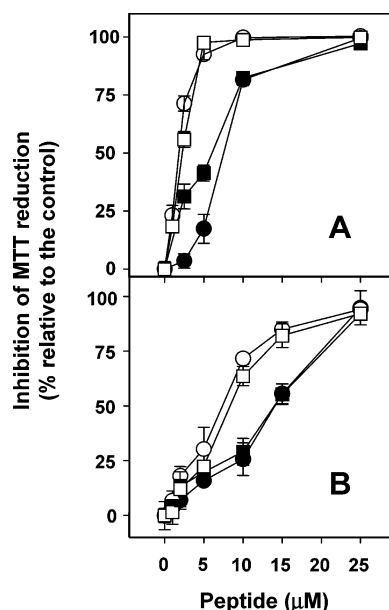 Inhibition of MTT reduction
(% relative to the control)
100
75
50
25
0
A
100
75
50
25
0
B
0 5 10 15 20 25
Peptide (μM)